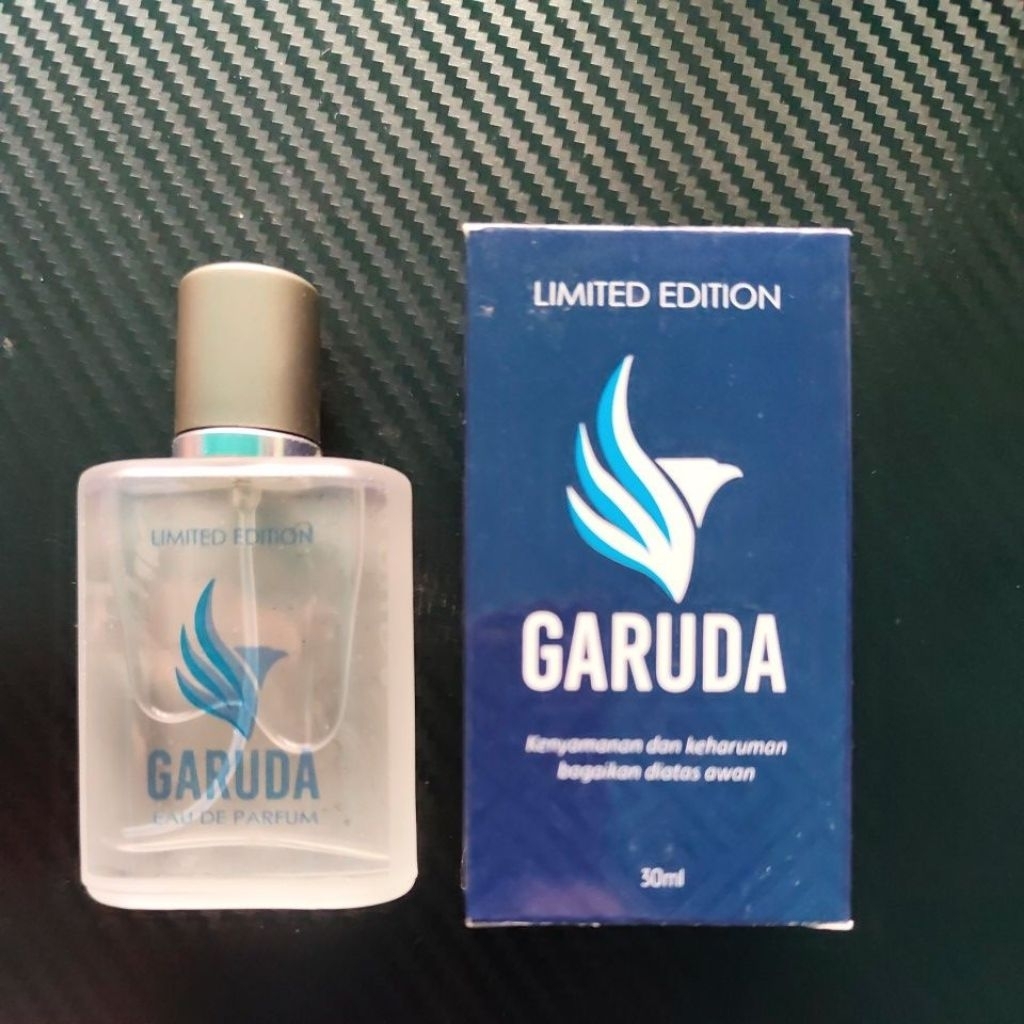 LIMITED EDITION
GARUDA
EAU DE PARFUM
LIMITED EDITION
GARUDA
Kenyamanan dan keharuman
bagaikan diatas awan
30ml